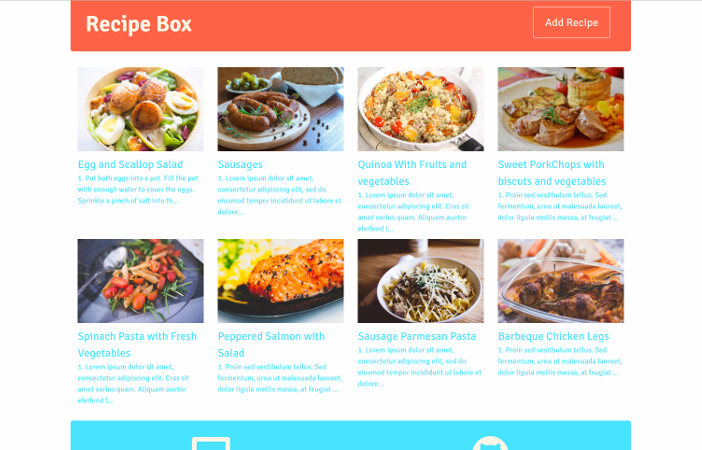 Recipe Box
Add Recipe
Egg and Scallop Salad
1. Put both eggs into a pot. Fill the pot
with enough water to cover the eggs.
Sprinkle a pinch of salt into th...
Sausages
1. Lorem ipsum dolor sit amet,
consectetur adipiscing elit, sed do
eiusmod tempor incididunt ut labore et
dolore...
Quinoa With Fruits and
vegetables
1. Lorem ipsum dolor sit amet,
consectetur adipiscing elit. Cras sit
amet varius quam. Aliquam auctor
eleifend l...
Sweet PorkChops with
biscuts and vegetables
1. Proin sed vestibulum tellus. Sed
fermentum, urna ut malesuada laoreet,
dolor ligula mollis massa, at feugiat ...
Spinach Pasta with Fresh
Vegetables
1. Lorem ipsum dolor sit amet,
consectetur adipiscing elit. Cras sit
amet varius quam. Aliquam auctor
eleifend l...
Peppered Salmon with
Salad
1. Proin sed vestibulum tellus. Sed
fermentum, urna ut malesuada laoreet,
dolor ligula mollis massa, at feugiat ...
Sausage Parmesan Pasta
1. Lorem ipsum dolor sit amet,
consectetur adipiscing elit, sed do
eiusmod tempor incididunt ut labore et
dolore...
Barbeque Chicken Legs
1. Proin sed vestibulum tellus. Sed
fermentum, urna ut malesuada laoreet,
dolor ligula mollis massa, at feugiat ...